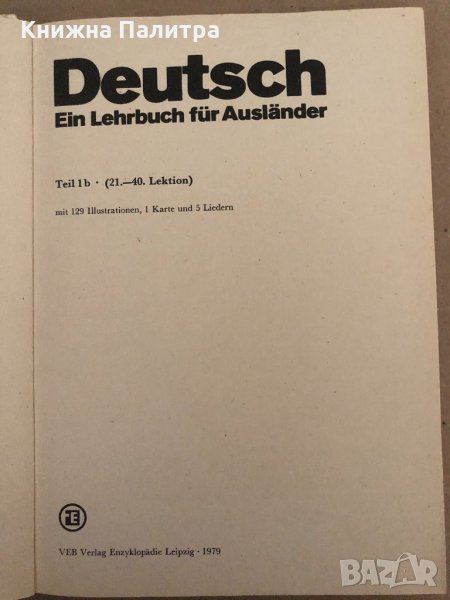 Книжна Палитра
Deutsch
Ein Lehrbuch für Ausländer
Teil 1b · (21.—40. Lektion)
mit 129 Illustrationen, 1 Karte und 5 Liedern
VEB Verlag Enzyklopädie Leipzig · 1979
BAZAR